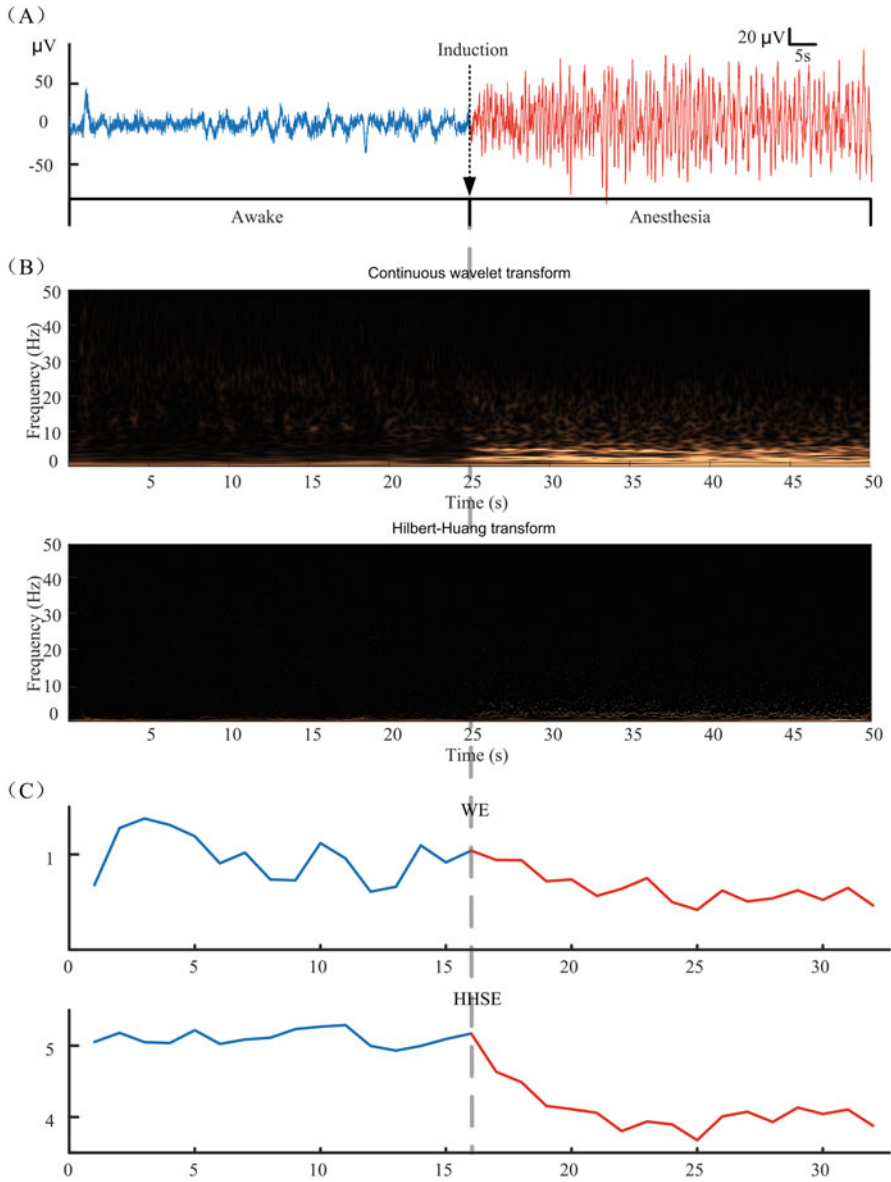 （A）
μV
50
0
-50
Induction
20 μV
5s
Awake
Anesthesia
（B）
Continuous wavelet transform
Frequency (Hz)
50
40
30
20
10
0
5 10 15 20 25 30 35 40 45 50
Time (s)
Hilbert-Huang transform
Frequency (Hz)
50
40
30
20
10
0
5 10 15 20 25 30 35 40 45 50
Time (s)
（C）
WE
1
0 5 10 15 20 25 30
HHSE
5
4
0 5 10 15 20 25 30